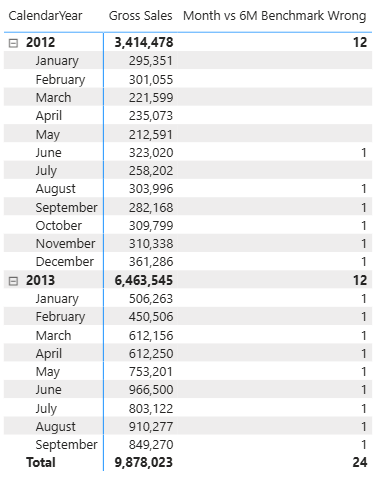 CalendarYear Gross Sales Month vs 6M Benchmark Wrong
2012 3,414,478 12
January 295,351
February 301,055
March 221,599
April 235,073
May 212,591
June 323,020 1
July 258,202
August 303,996 1
September 282,168 1
October 309,799 1
November 310,338 1
December 361,286 1
2013 6,463,545 12
January 506,263 1
February 450,506 1
March 612,156 1
April 612,250 1
May 753,201 1
June 966,500 1
July 803,122 1
August 910,277 1
September 849,270 1
Total 9,878,023 24